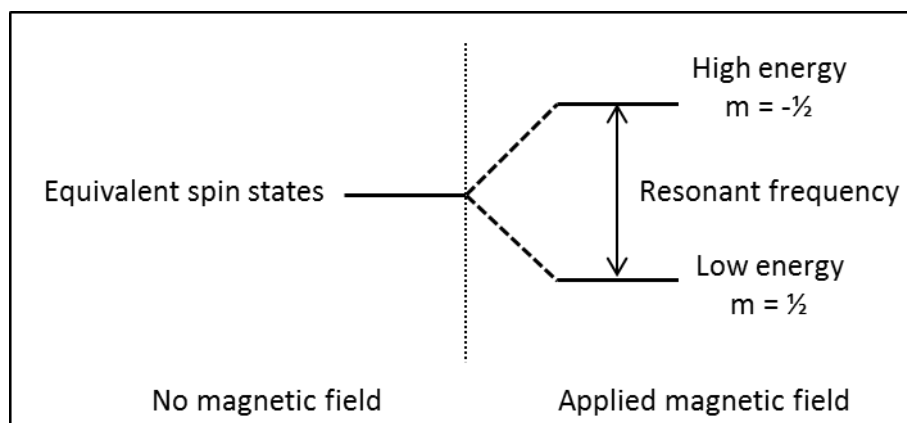 High energy
m = -½
Equivalent spin states
Resonant frequency
Low energy
m = ½
No magnetic field
Applied magnetic field